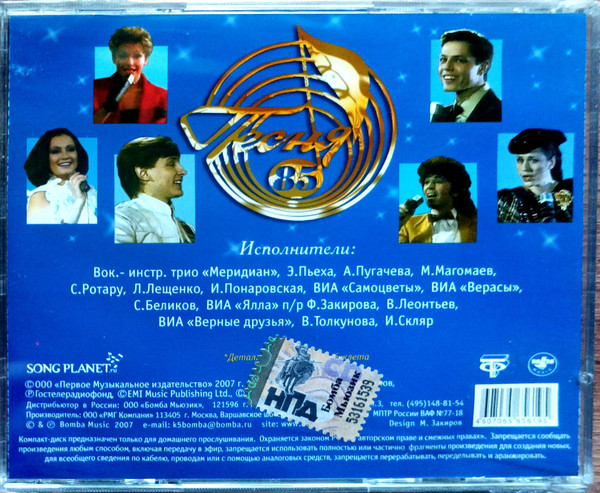 Песня
85
Исполнители:
Вок.- инстр. трио «Меридиан», Э.Пьеха, А.Пугачева, М.Магомаев,
С.Ротару, Л.Лещенко, И.Понаровская, ВИА «Самоцветы», ВИА «Верасы»,
С.Беликов, ВИА «Ялла» п/р Ф.Закирова, В.Леонтьев,
ВИА «Верные друзья», В.Толкунова, И.Скляр
SONG PLANET
НПД
Бомба Мьюзик
©ООО «Первое Музыкальное издательство» 2007 г.
℗Гостелерадиофонд, ©EMI Music Publishing Ltd.,
Дистрибьютор в России: ООО «Бомба Мьюзик», 121596 г. тел. (495)148-81-54
Производитель: ООО «РМГ Компани» 113405 г. Москва, Варшавское МПТР России ВАФ №77-18
© & ℗ Bomba Music 2007 e-mail: k5bomba@bomba.ru Design М. Закиров
Компакт-диск предназначен только для домашнего прослушивания. Охраняется законом авторском праве и смежных правах». Запрещается сообщать
произведения любым способом, включая передачу в эфир, запрещается использовать полностью или частично фрагменты произведения для создания новых,
для всеобщего сведения по кабелю, проводам или с помощью аналоговых средств, запрещается перерабатывать, переделывать и аранжировать.